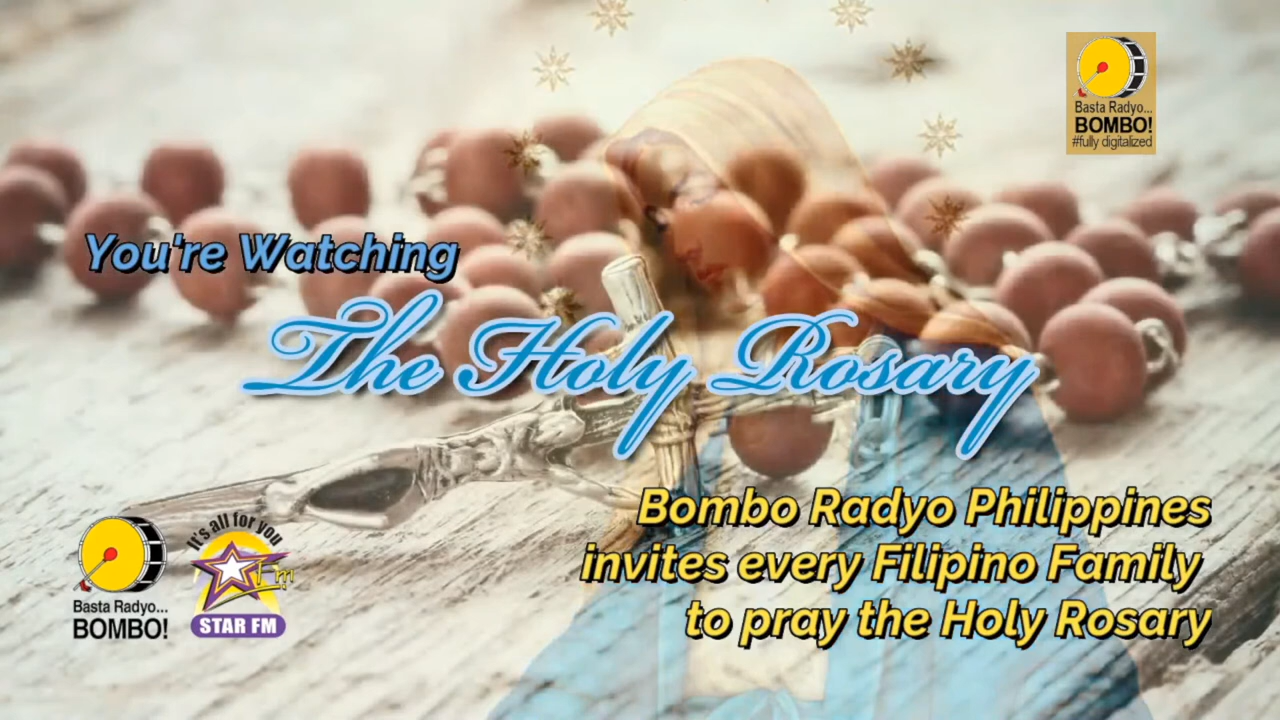 Basta Radyo...
BOMBO!
#fully digitalized
You're Watching
The Holy Rosary
Bombo Radyo Philippines
invites every Filipino Family
to pray the Holy Rosary
Basta Radyo...
BOMBO!
It's all for you
Fm
STAR FM